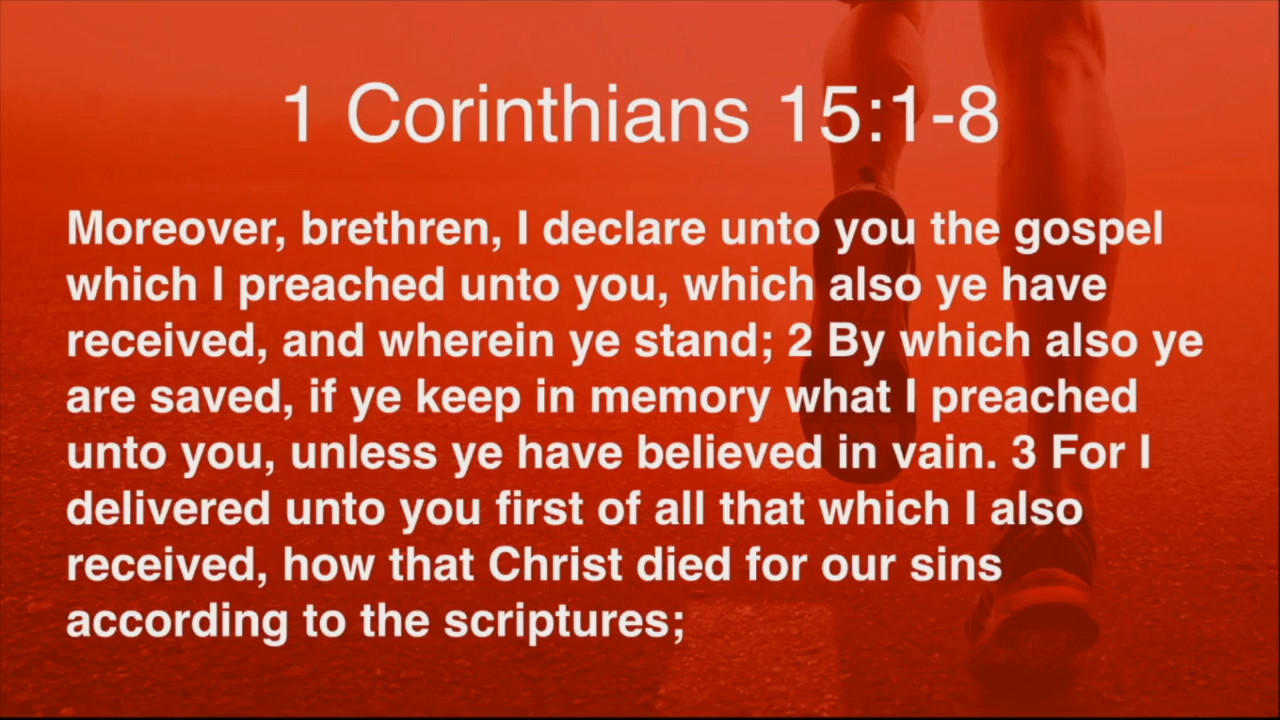 1 Corinthians 15:1-8
Moreover, brethren, I declare unto you the gospel
which I preached unto you, which also ye have
received, and wherein ye stand; 2 By which also ye
are saved, if ye keep in memory what I preached
unto you, unless ye have believed in vain. 3 For I
delivered unto you first of all that which I also
received, how that Christ died for our sins
according to the scriptures;